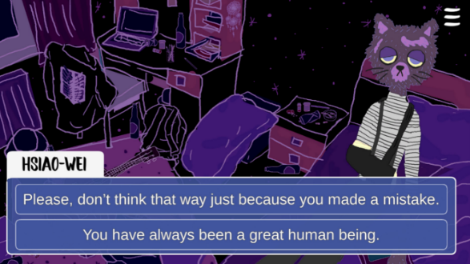 HSIAO-WEI
Please, don't think that way just because you made a mistake.
You have always been a great human being.